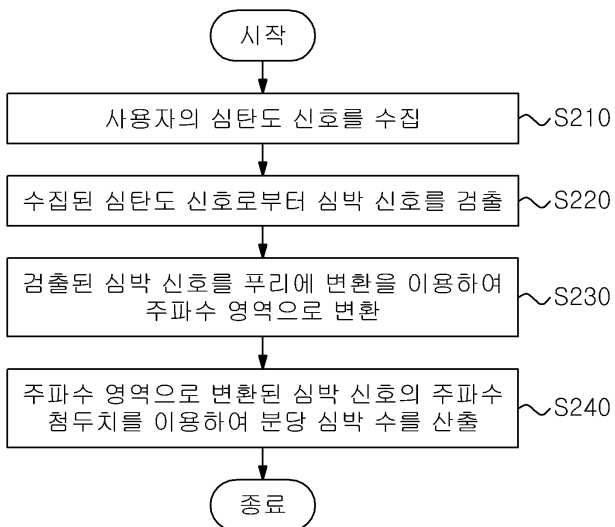 시작
사용자의 심탄도 신호를 수집
S210
수집된 심탄도 신호로부터 심박 신호를 검출
S220
검출된 심박 신호를 푸리에 변환을 이용하여
주파수 영역으로 변환
S230
주파수 영역으로 변환된 심박 신호의 주파수
첨두치를 이용하여 분당 심박 수를 산출
S240
종료